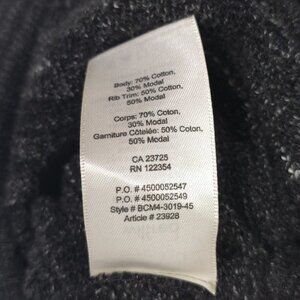 Body: 70% Cotton,
30% Modal
Rib Trim: 50% Cotton,
50% Modal
Corps: 70% Coton,
30% Modal
Garniture Côtelée: 50% Coton,
50% Modal
CA 23725
RN 122354
P.O. # 4500052547
P.O. # 4500052549
Style # BCM4-3019-45
Article # 23928